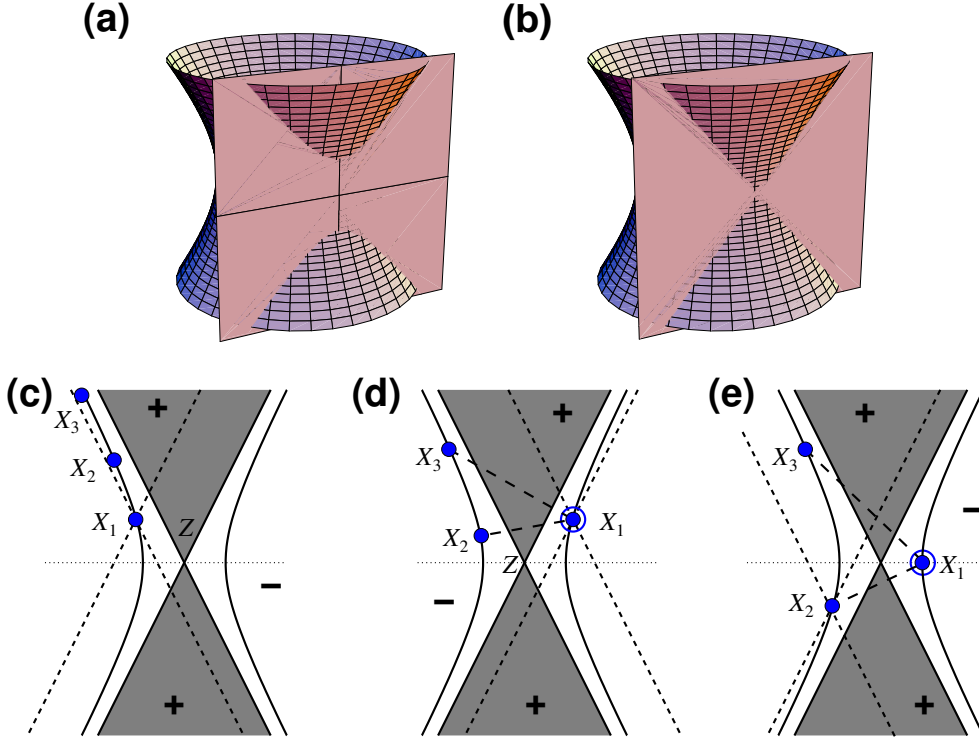 (a) (b)
(c) (d) (e)
+ + +
X3 X3 X3
X2
X1 Z X2 Z X1 X1
− − −
X2
+ + +